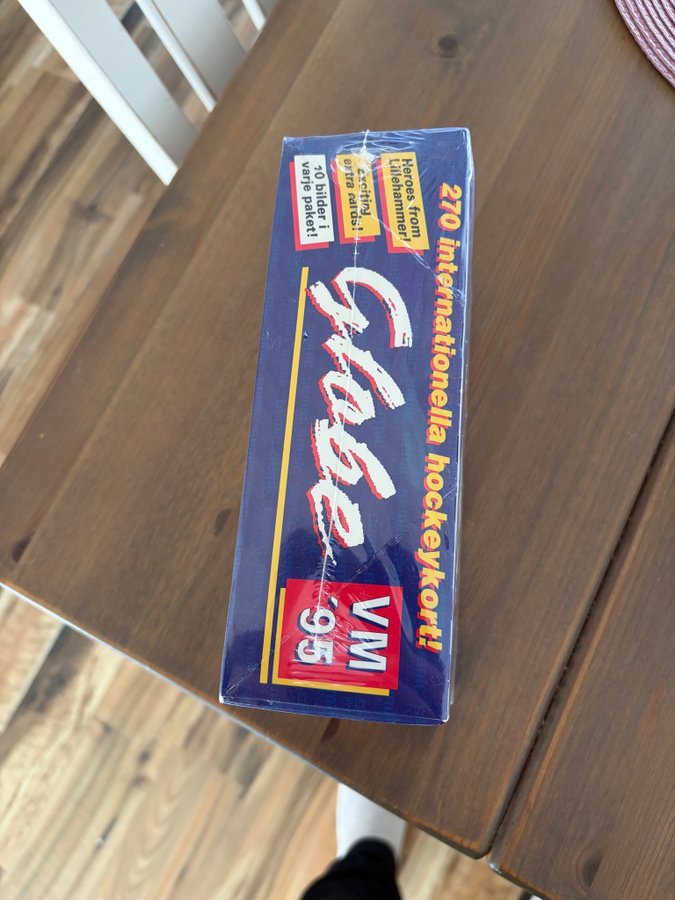 270 internationella hockeykort!
Heroes from
Lillehammer!
Exciting
extra cards!
10 bilder i
varje paket!
Globe
VM
'95